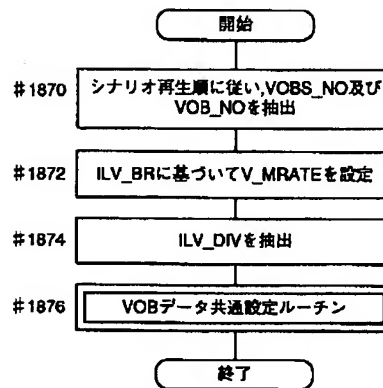 開始
#1870
シナリオ再生順に従い,VOBS_NO及び
VOB_NOを抽出
#1872
ILV_BRに基づいてV_MRATEを設定
#1874
ILV_DIVを抽出
#1876
VOBデータ共通設定ルーチン
終了